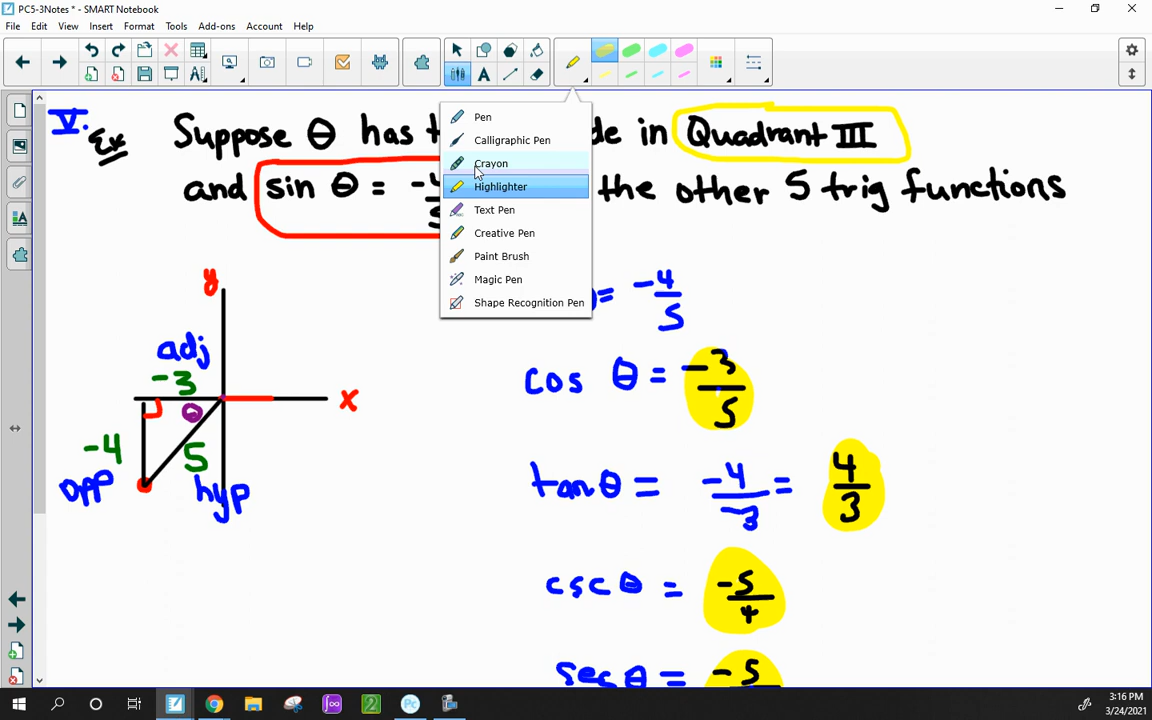 PC5-3Notes * - SMART Notebook
File Edit View Insert Format Tools Add-ons Account Help
V. Ex Suppose θ has t de in Quadrant III
and sin θ = -4 the other 5 trig functions
Pen
Calligraphic Pen
Crayon
Highlighter
Text Pen
Creative Pen
Paint Brush
Magic Pen
Shape Recognition Pen
y
adj
-3
x
θ
-4
5
opp
hyp
= -4/5
cos θ = -3/5
tan θ = -4/-3 = 4/3
csc θ = -5/4
sec θ = -5
3:16 PM
3/24/2021